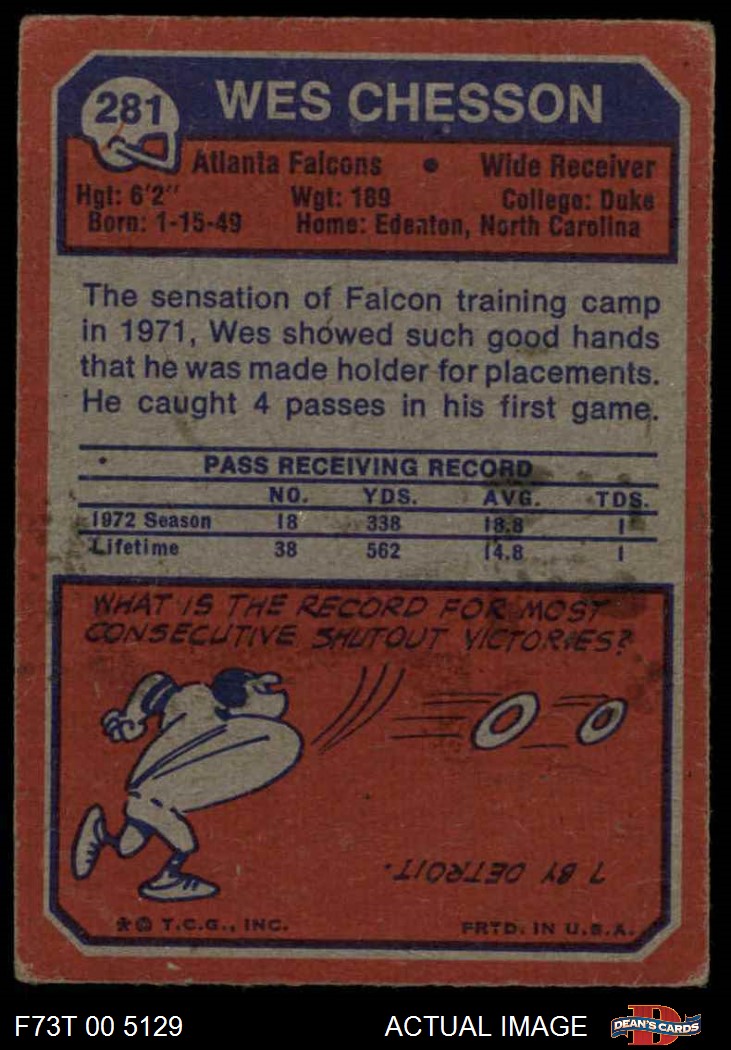 281
WES CHESSON
Atlanta Falcons • Wide Receiver
Hgt: 6'2" Wgt: 189 College: Duke
Born: 1-15-49 Home: Edenton, North Carolina
The sensation of Falcon training camp
in 1971, Wes showed such good hands
that he was made holder for placements.
He caught 4 passes in his first game.
PASS RECEIVING RECORD
NO. YDS. AVG. TDS.
1972 Season 18 338 18.8 1
Lifetime 38 562 14.8 1
WHAT IS THE RECORD FOR MOST
CONSECUTIVE SHUTOUT VICTORIES?
7 BY DETROIT.
* © T.C.G., INC. PRTD. IN U.S.A.
F73T 00 5129 ACTUAL IMAGE
D
DEAN'S CARDS